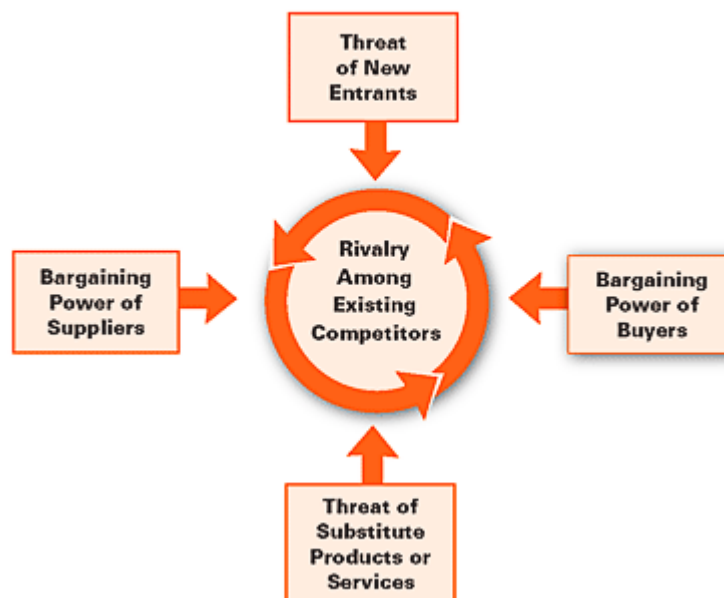 Threat
of New
Entrants
Rivalry
Among
Existing
Competitors
Bargaining
Power of
Suppliers
Bargaining
Power of
Buyers
Threat of
Substitute
Products or
Services